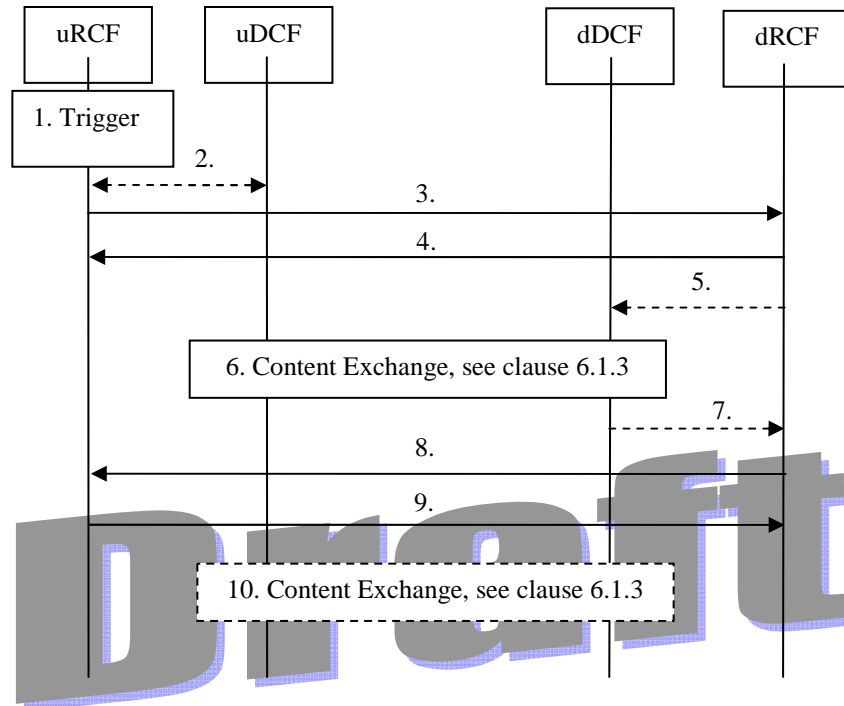 uRCF
uDCF
dDCF
dRCF
1. Trigger
2.
3.
4.
5.
6. Content Exchange, see clause 6.1.3
7.
8.
9.
10. Content Exchange, see clause 6.1.3
Draft